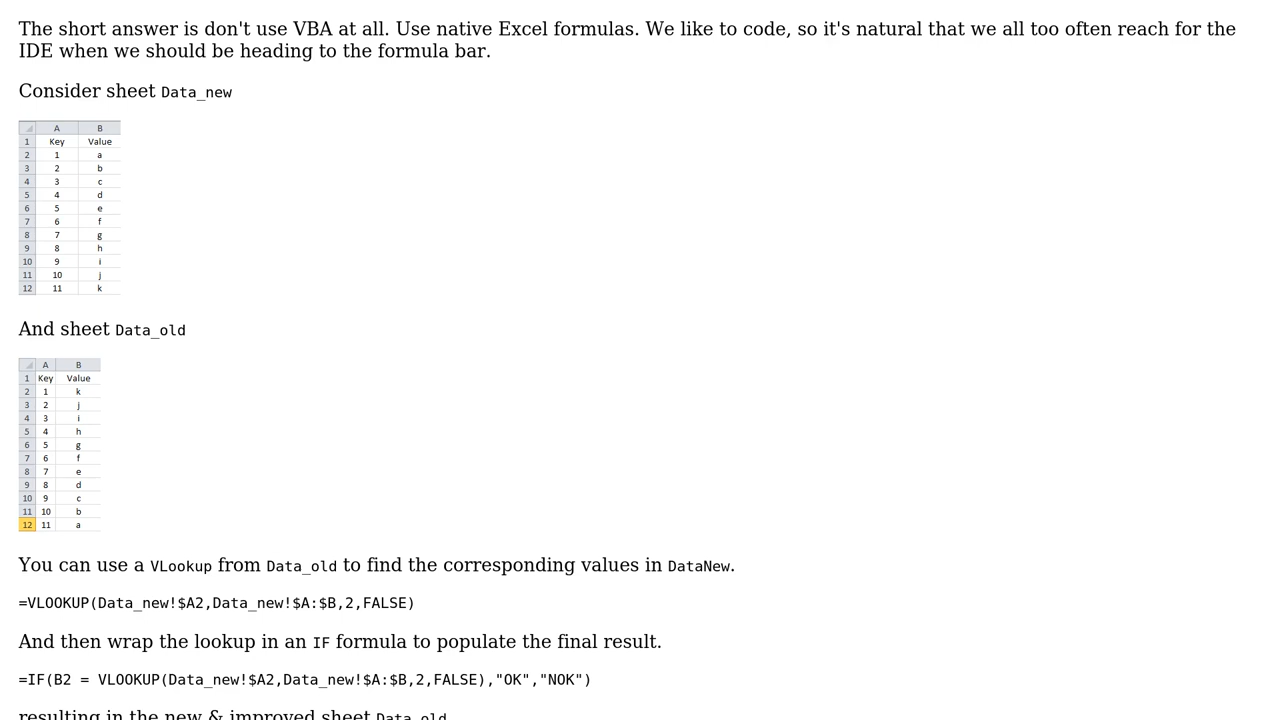 The short answer is don't use VBA at all. Use native Excel formulas. We like to code, so it's natural that we all too often reach for the
IDE when we should be heading to the formula bar.
Consider sheet Data_new
A B
1 Key Value
2 1 a
3 2 b
4 3 c
5 4 d
6 5 e
7 6 f
8 7 g
9 8 h
10 9 i
11 10 j
12 11 k
And sheet Data_old
A B
1 Key Value
2 1 k
3 2 j
4 3 i
5 4 h
6 5 g
7 6 f
8 7 e
9 8 d
10 9 c
11 10 b
12 11 a
You can use a VLookup from Data_old to find the corresponding values in DataNew.
=VLOOKUP(Data_new!$A2,Data_new!$A:$B,2,FALSE)
And then wrap the lookup in an IF formula to populate the final result.
=IF(B2 = VLOOKUP(Data_new!$A2,Data_new!$A:$B,2,FALSE),"OK","NOK")
resulting in the new & improved sheet Data_old